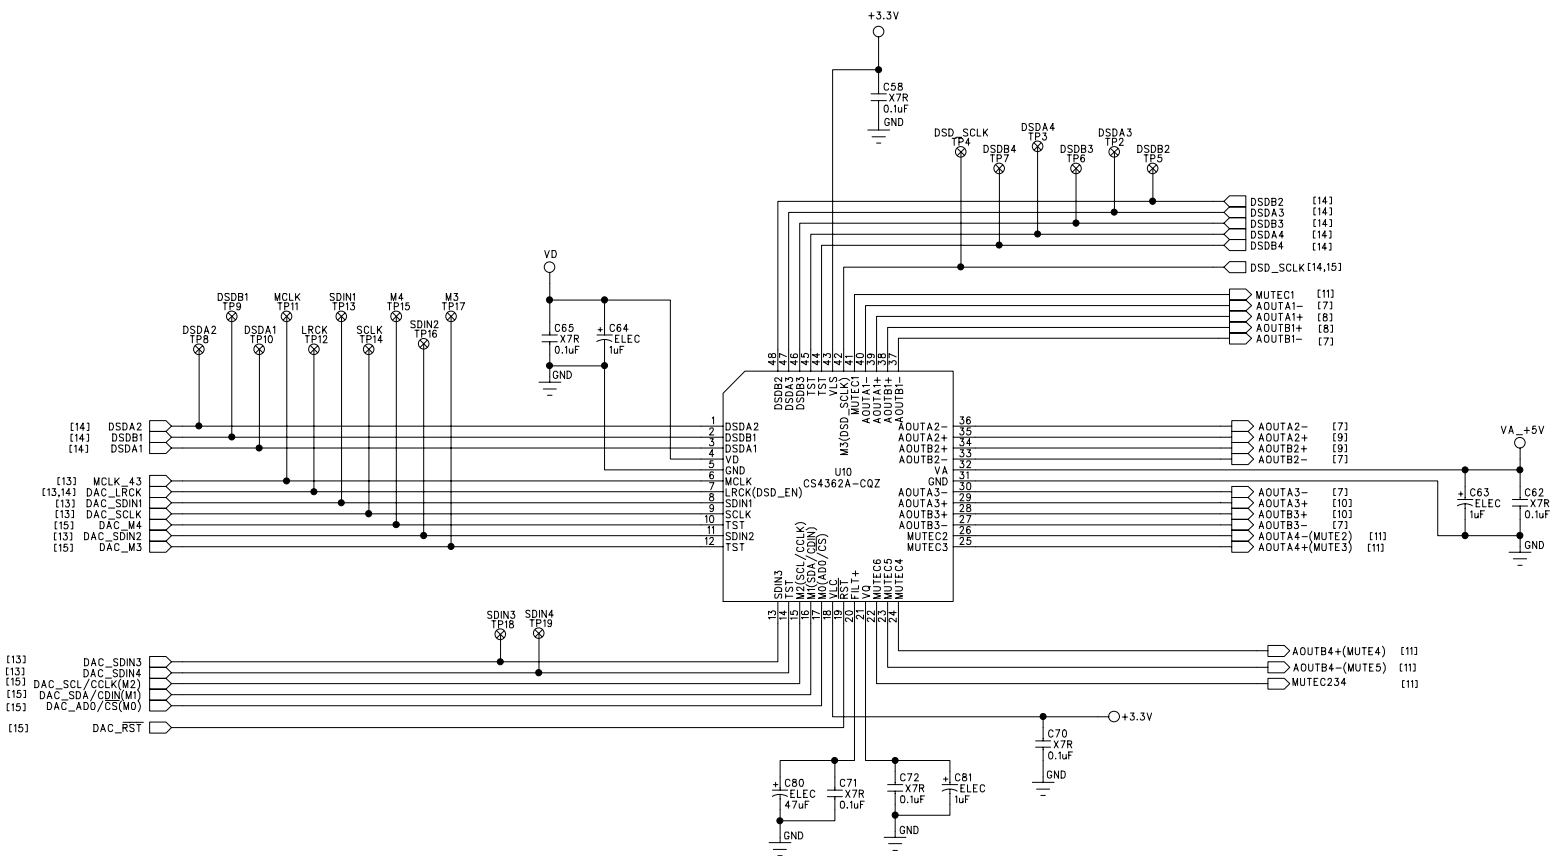 +3.3V
C58
X7R
0.1uF
GND
DSD_SCLK
TP4
DSDB4
TP7
DSDA4
TP3
DSDB3
TP6
DSDA3
TP2
DSDB2
TP5
DSDB2 [14]
DSDA3 [14]
DSDB3 [14]
DSDA4 [14]
DSDB4 [14]
DSD_SCLK[14,15]
MUTEC1 [11]
AOUTA1- [7]
AOUTA1+ [8]
AOUTB1+ [8]
AOUTB1- [7]
VD
C65
X7R
0.1uF
C64
ELEC
1uF
GND
DSDA2
TP8
DSDB1
TP9
DSDA1
TP10
MCLK
TP11
LRCK
TP12
SDIN1
TP13
SCLK
TP14
M4
TP15
SDIN2
TP16
M3
TP17
48 47 46 45 44 43 42 41 40 39 38 37
DSDB2
DSDA3
DSDB3
TST
TST
VLS
M3(DSD_SCLK)
MUTEC1
AOUTA1-
AOUTA1+
AOUTB1+
AOUTB1-
[14] DSDA2
[14] DSDB1
[14] DSDA1
[13] MCLK_43
[13,14] DAC_LRCK
[13] DAC_SDIN1
[13] DAC_SCLK
[15] DAC_M4
[13] DAC_SDIN2
[15] DAC_M3
1 DSDA2
2 DSDB1
3 DSDA1
4 VD
5 GND
6 MCLK
7 LRCK(DSD_EN)
8 SDIN1
9 SCLK
10 TST
11 SDIN2
12 TST
U10
CS4362A-CQZ
AOUTA2- 36
AOUTA2+ 35
AOUTB2+ 34
AOUTB2- 33
VA 32
GND 31
AOUTA3- 30
AOUTA3+ 29
AOUTB3+ 28
AOUTB3- 27
MUTEC2 26
MUTEC3 25
AOUTA2- [7]
AOUTA2+ [9]
AOUTB2+ [9]
AOUTB2- [7]
AOUTA3- [7]
AOUTA3+ [10]
AOUTB3+ [10]
AOUTB3- [7]
AOUTA4-(MUTE2) [11]
AOUTA4+(MUTE3) [11]
VA_+5V
C63
ELEC
1uF
C62
X7R
0.1uF
GND
SDIN3
TST
M2(SCL/CCLK)
M1(SDA/CDIN)
M0(AD0/CS)
VLC
RST
FILT+
VQ
MUTEC6
MUTEC5
MUTEC4
13 14 15 16 17 18 19 20 21 22 23 24
SDIN3
TP18
SDIN4
TP19
[13] DAC_SDIN3
[13] DAC_SDIN4
[15] DAC_SCL/CCLK(M2)
[15] DAC_SDA/CDIN(M1)
[15] DAC_AD0/CS(M0)
[15] DAC_RST
AOUTB4+(MUTE4) [11]
AOUTB4-(MUTE5) [11]
MUTEC234 [11]
+3.3V
C70
X7R
0.1uF
GND
C80
ELEC
47uF
C71
X7R
0.1uF
GND
C72
X7R
0.1uF
C81
ELEC
1uF
GND